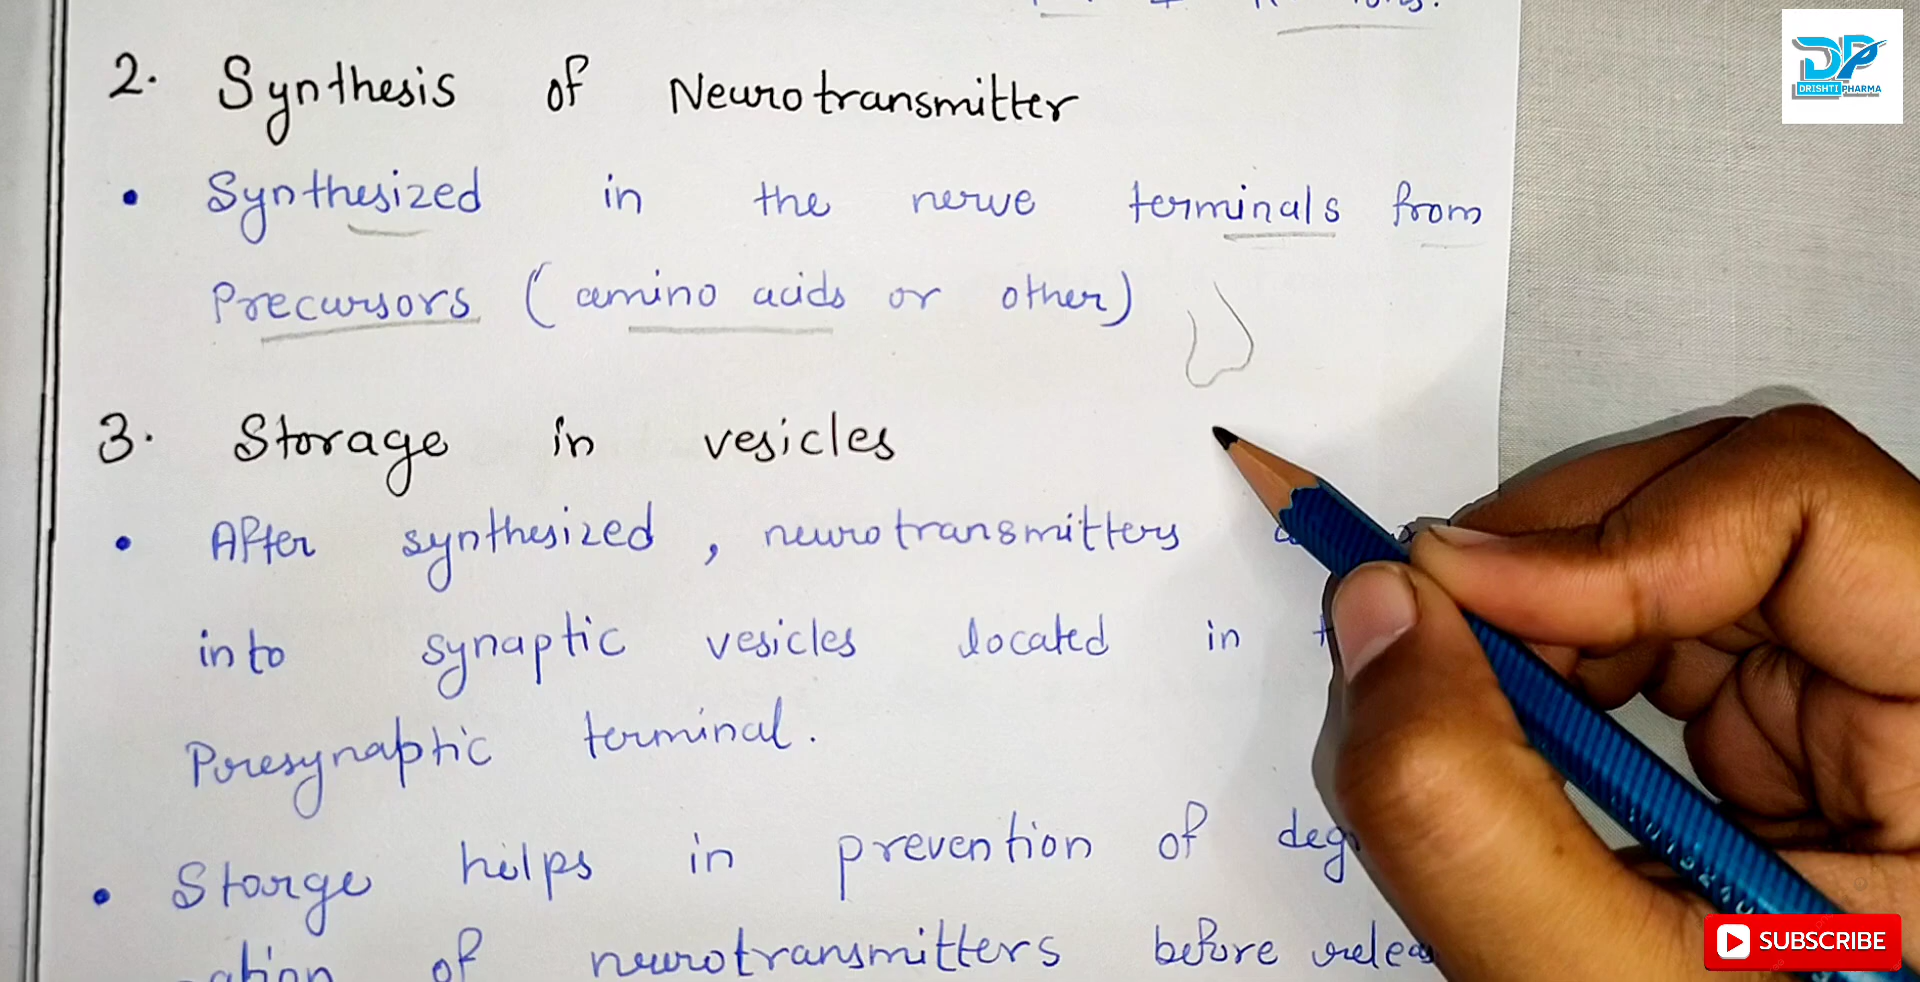 2. Synthesis of Neurotransmitter
• Synthesized in the nerve terminals from
Precursors (amino acids or other)
3. Storage in vesicles
• After synthesized, neurotransmitters
into synaptic vesicles located in
Presynaptic terminal.
• Storge helps in prevention of
of neurotransmitters before
DP
DRISHTI PHARMA
SUBSCRIBE